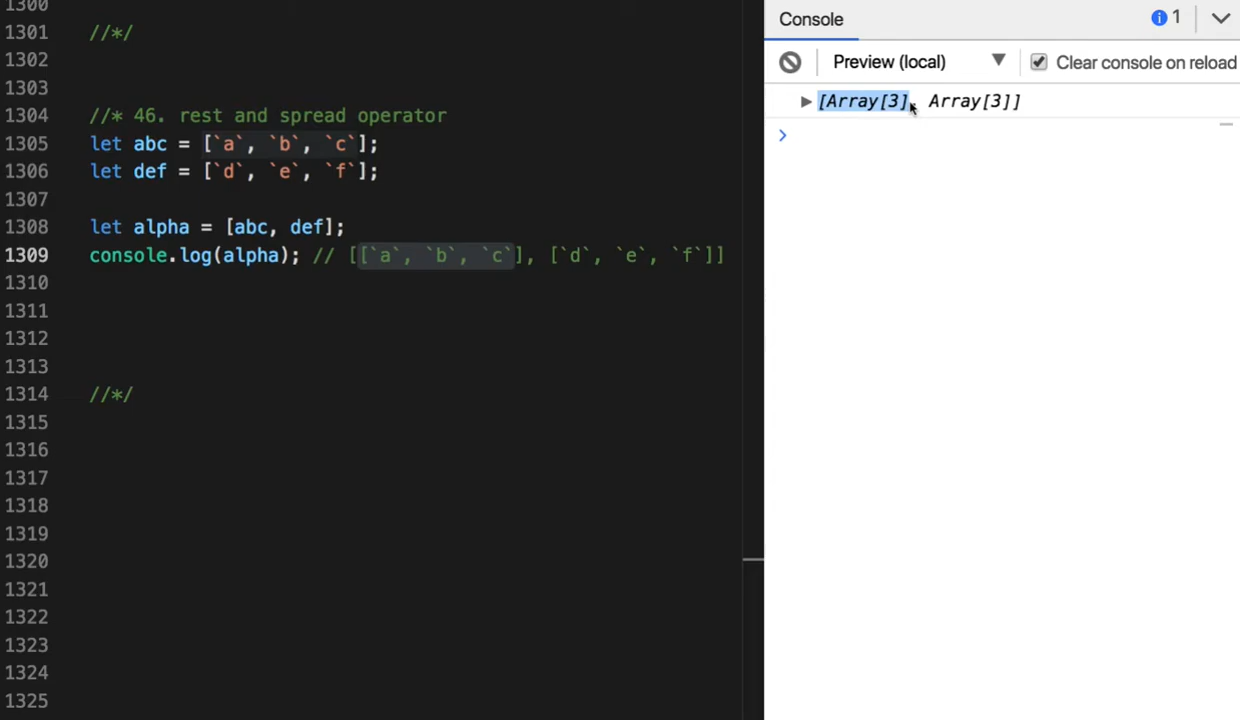 1300
1301 //*/
1302
1303
1304 //* 46. rest and spread operator
1305 let abc = [`a`, `b`, `c`];
1306 let def = [`d`, `e`, `f`];
1307
1308 let alpha = [abc, def];
1309 console.log(alpha); // [[`a`, `b`, `c`], [`d`, `e`, `f`]]
1310
1311
1312
1313
1314 //*/
1315
1316
1317
1318
1319
1320
1321
1322
1323
1324
1325
Console 1
Preview (local) ▼ Clear console on reload
▶ [Array[3], Array[3]]
>